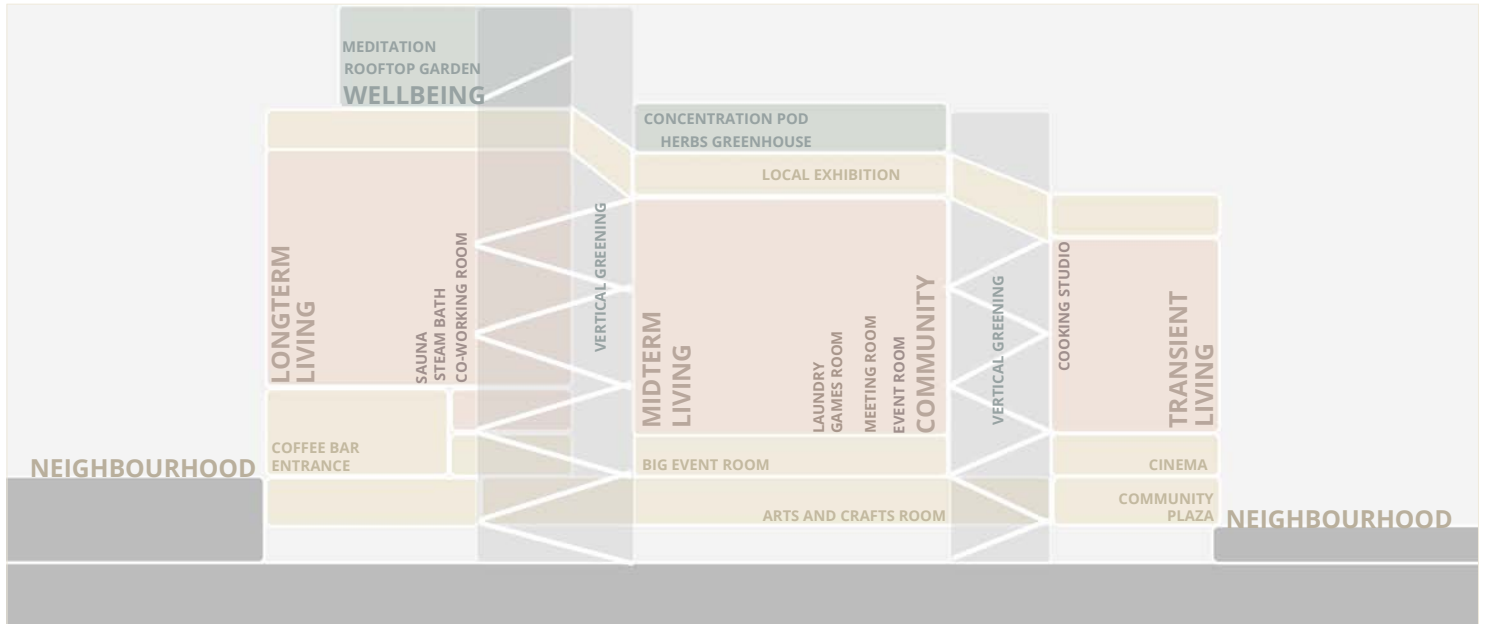 MEDITATION
ROOFTOP GARDEN
WELLBEING
CONCENTRATION POD
HERBS GREENHOUSE
LOCAL EXHIBITION
LONGTERM
LIVING
SAUNA
STEAM BATH
CO-WORKING ROOM
VERTICAL GREENING
MIDTERM
LIVING
LAUNDRY
GAMES ROOM
MEETING ROOM
EVENT ROOM
COMMUNITY
VERTICAL GREENING
COOKING STUDIO
TRANSIENT
LIVING
NEIGHBOURHOOD
COFFEE BAR
ENTRANCE
BIG EVENT ROOM
CINEMA
ARTS AND CRAFTS ROOM
COMMUNITY
PLAZA
NEIGHBOURHOOD